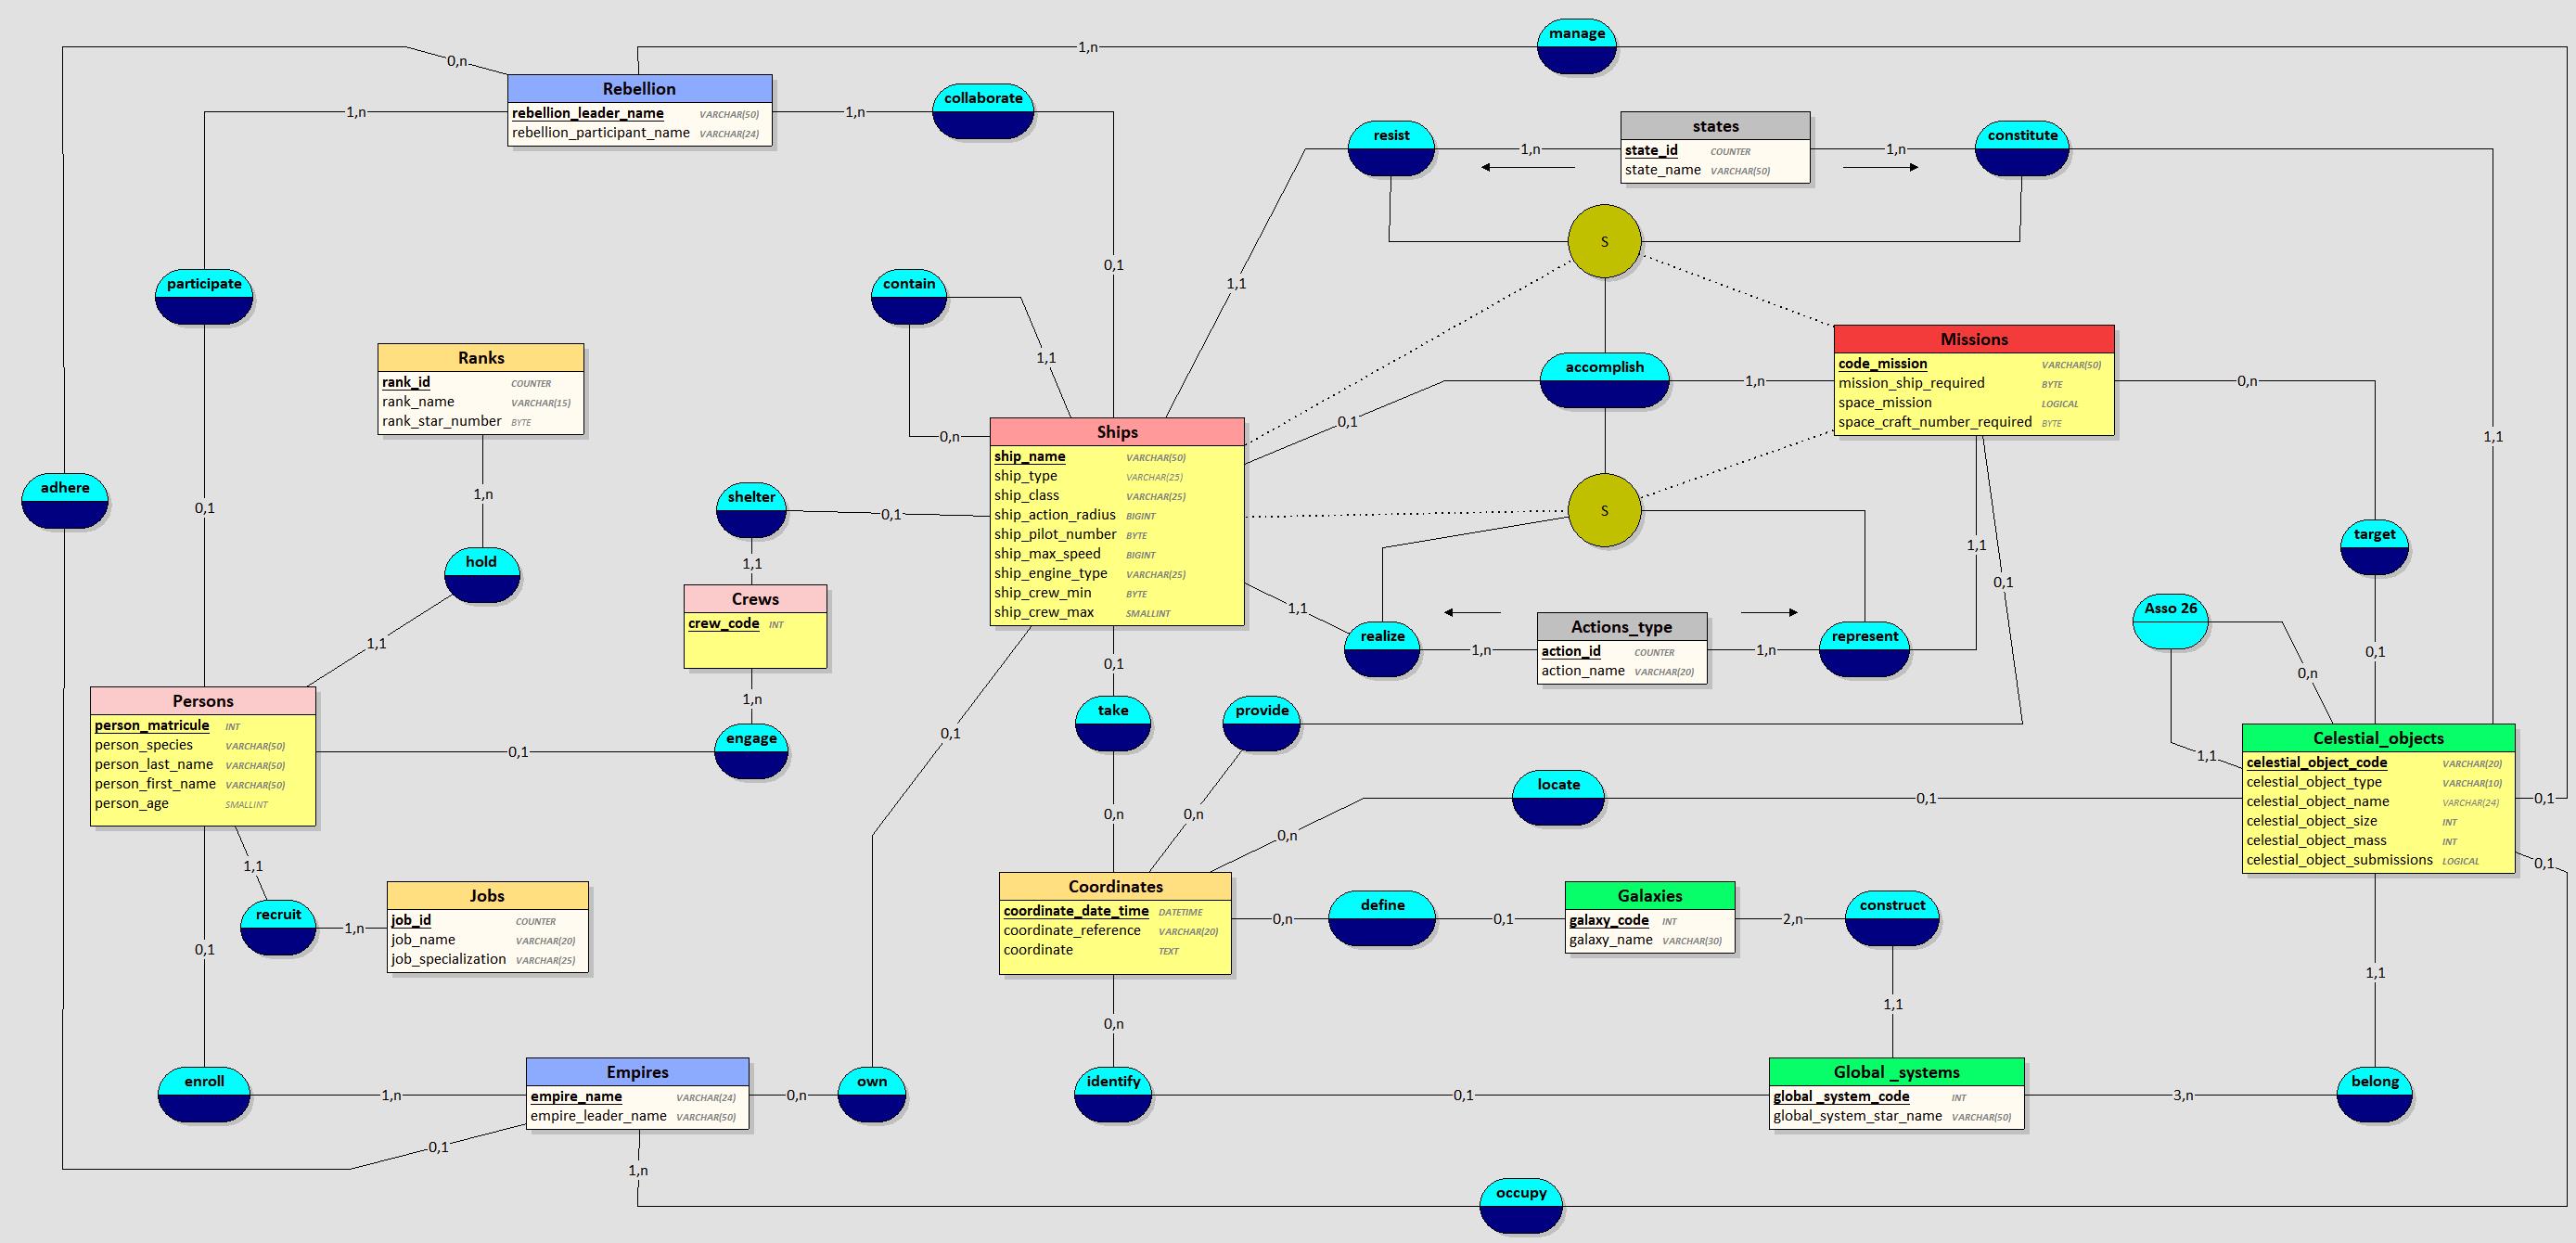 manage
1,n
0,n
Rebellion
rebellion_leader_name VARCHAR(50)
rebellion_participant_name VARCHAR(24)
1,n
1,n
collaborate
0,1
participate
0,1
adhere
resist
1,n
states
state_id COUNTER
state_name VARCHAR(50)
1,n
constitute
1,1
1,1
S
contain
1,1
0,n
Ranks
rank_id COUNTER
rank_name VARCHAR(15)
rank_star_number BYTE
1,n
hold
1,1
accomplish
0,1
1,n
Missions
code_mission VARCHAR(50)
mission_ship_required BYTE
space_mission LOGICAL
space_craft_number_required BYTE
0,n
target
0,1
Ships
ship_name VARCHAR(50)
ship_type VARCHAR(25)
ship_class VARCHAR(25)
ship_action_radius BIGINT
ship_pilot_number BYTE
ship_max_speed BIGINT
ship_engine_type VARCHAR(25)
ship_crew_min BYTE
ship_crew_max SMALLINT
shelter
0,1
1,1
Crews
crew_code INT
1,n
engage
0,1
S
1,1
0,1
1,1
realize
1,n
Actions_type
action_id COUNTER
action_name VARCHAR(20)
1,n
represent
Asso 26
0,n
1,1
Persons
person_matricule INT
person_species VARCHAR(50)
person_last_name VARCHAR(50)
person_first_name VARCHAR(50)
person_age SMALLINT
0,1
take
0,n
provide
0,n
0,1
locate
0,n
0,1
Celestial_objects
celestial_object_code VARCHAR(20)
celestial_object_type VARCHAR(10)
celestial_object_name VARCHAR(24)
celestial_object_size INT
celestial_object_mass INT
celestial_object_submissions LOGICAL
0,1
0,1
1,1
recruit
1,n
Jobs
job_id COUNTER
job_name VARCHAR(20)
job_specialization VARCHAR(25)
0,1
Coordinates
coordinate_date_time DATETIME
coordinate_reference VARCHAR(20)
coordinate TEXT
0,n
define
0,1
Galaxies
galaxy_code INT
galaxy_name VARCHAR(30)
2,n
construct
1,1
1,1
0,n
enroll
1,n
Empires
empire_name VARCHAR(24)
empire_leader_name VARCHAR(50)
0,n
own
identify
0,1
Global _systems
global _system_code INT
global_system_star_name VARCHAR(50)
3,n
belong
0,1
1,n
occupy